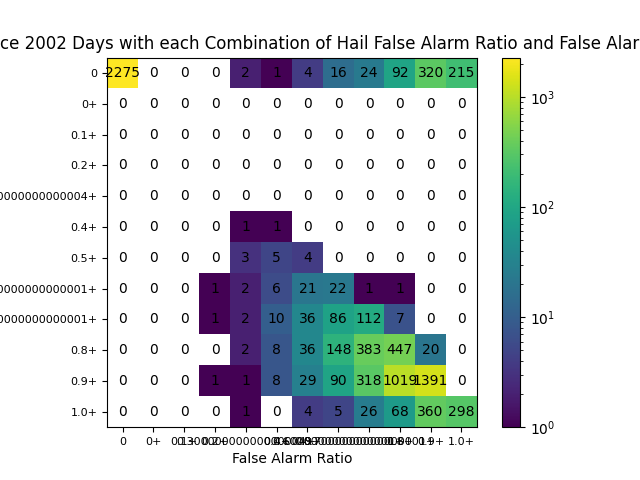 ce 2002 Days with each Combination of Hail False Alarm Ratio and False Alar
0 2275 0 0 0 2 1 4 16 24 92 320 215
0+ 0 0 0 0 0 0 0 0 0 0 0 0
0.1+ 0 0 0 0 0 0 0 0 0 0 0 0
0.2+ 0 0 0 0 0 0 0 0 0 0 0 0
0000000000004+ 0 0 0 0 0 0 0 0 0 0 0 0
0.4+ 0 0 0 0 1 1 0 0 0 0 0 0
0.5+ 0 0 0 0 3 5 4 0 0 0 0 0
000000000001+ 0 0 0 1 2 6 21 22 1 1 0 0
000000000001+ 0 0 0 1 2 10 36 86 112 7 0 0
0.8+ 0 0 0 0 2 8 36 148 383 447 20 0
0.9+ 0 0 0 1 1 8 29 90 318 1019 1391 0
1.0+ 0 0 0 0 1 0 4 5 26 68 360 298
0 0+ 1.0+
False Alarm Ratio
10³
10²
10¹
10⁰